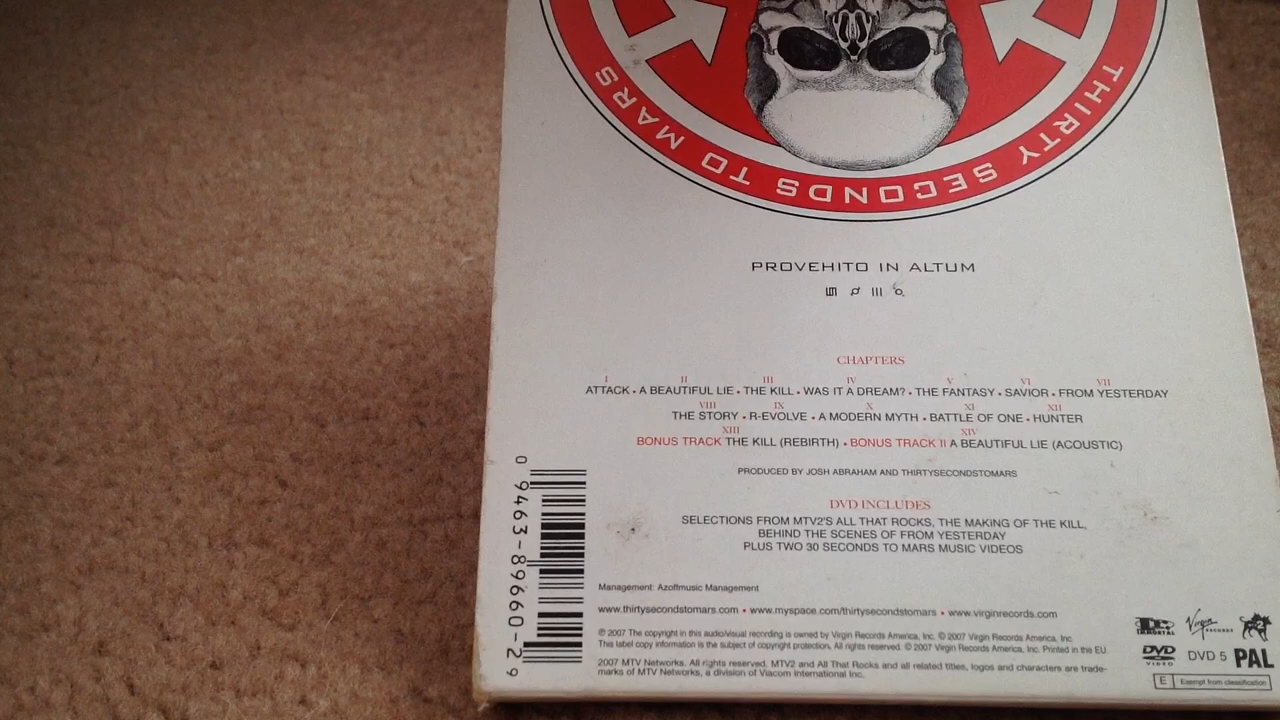 THIRTY SECONDS TO MARS
PROVEHITO IN ALTUM
CHAPTERS
I II III IV V VI VII
ATTACK • A BEAUTIFUL LIE • THE KILL • WAS IT A DREAM? • THE FANTASY • SAVIOR • FROM YESTERDAY
VIII IX X XI XII
THE STORY • R-EVOLVE • A MODERN MYTH • BATTLE OF ONE • HUNTER
XIII XIV
BONUS TRACK THE KILL (REBIRTH) • BONUS TRACK II A BEAUTIFUL LIE (ACOUSTIC)
PRODUCED BY JOSH ABRAHAM AND THIRTYSECONDSTOMARS
DVD INCLUDES
SELECTIONS FROM MTV2'S ALL THAT ROCKS, THE MAKING OF THE KILL,
BEHIND THE SCENES OF FROM YESTERDAY
PLUS TWO 30 SECONDS TO MARS MUSIC VIDEOS
0 9463-89660-2 9
Management: Azoffmusic Management
www.thirtysecondstomars.com • www.myspace.com/thirtysecondstomars • www.virginrecords.com
℗ 2007 The copyright in this audio/visual recording is owned by Virgin Records America, Inc. © 2007 Virgin Records America, Inc.
This label copy information is the subject of copyright protection. All rights reserved. © 2007 Virgin Records America, Inc. Printed in the EU.
2007 MTV Networks. All rights reserved. MTV2 and All That Rocks and all related titles, logos and characters are trade-
marks of MTV Networks, a division of Viacom International Inc.
IMMORTAL
Virgin RECORDS
DVD VIDEO
DVD 5 PAL
E Exempt from classification